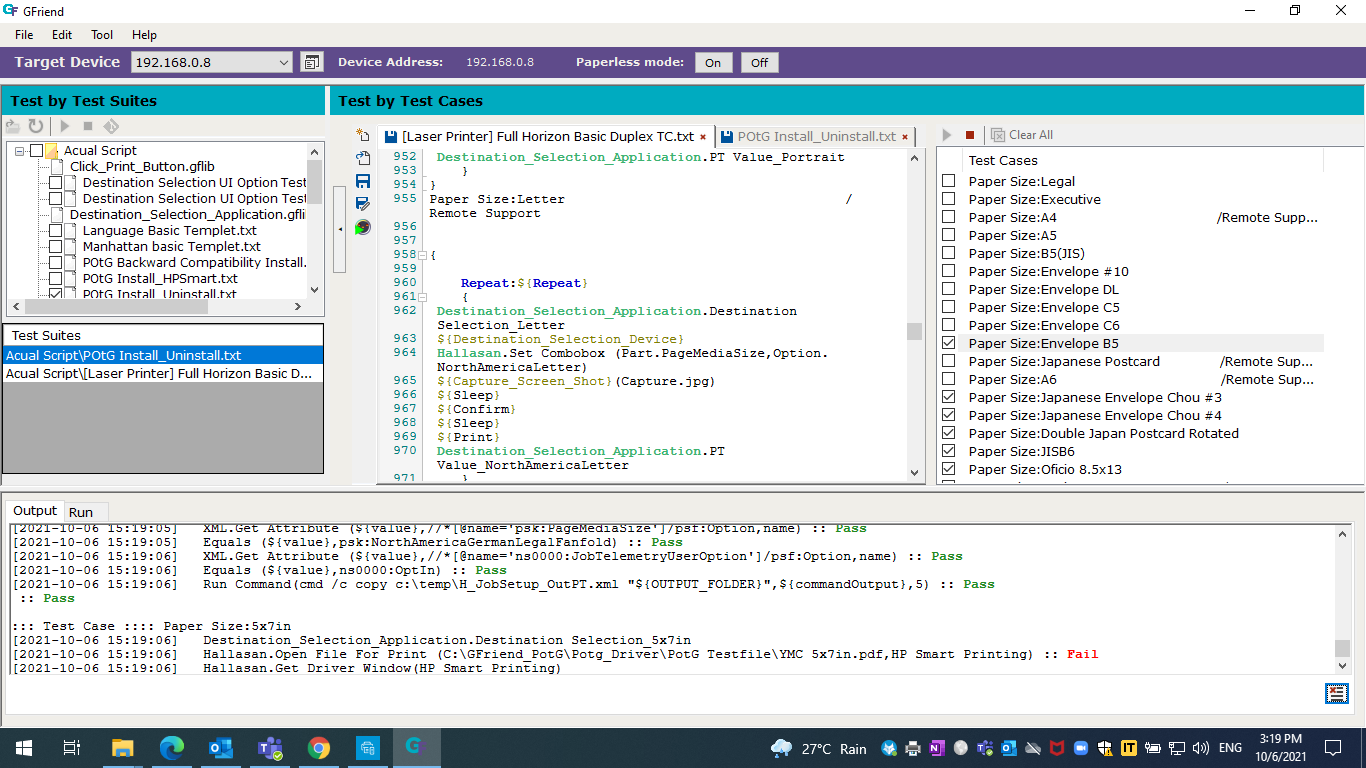 GFriend
File Edit Tool Help
Target Device 192.168.0.8 Device Address: 192.168.0.8 Paperless mode: On Off
Test by Test Suites
Test by Test Cases
Acual Script
Click_Print_Button.gflib
Destination Selection UI Option Test
Destination Selection UI Option Test
Destination_Selection_Application.gfli
Language Basic Templet.txt
Manhattan basic Templet.txt
POtG Backward Compatibility Install.
POtG Install_HPSmart.txt
POtG Install_Uninstall.txt
Test Suites
Acual Script\POtG Install_Uninstall.txt
Acual Script\[Laser Printer] Full Horizon Basic D...
[Laser Printer] Full Horizon Basic Duplex TC.txt × POtG Install_Uninstall.txt ×
952 Destination_Selection_Application.PT Value_Portrait
953 }
954 }
955 Paper Size:Letter /
Remote Support
956
957
958 {
959
960 Repeat:${Repeat}
961 {
962 Destination_Selection_Application.Destination
Selection_Letter
963 ${Destination_Selection_Device}
964 Hallasan.Set Combobox (Part.PageMediaSize,Option.
NorthAmericaLetter)
965 ${Capture_Screen_Shot}(Capture.jpg)
966 ${Sleep}
967 ${Confirm}
968 ${Sleep}
969 ${Print}
970 Destination_Selection_Application.PT
Value_NorthAmericaLetter
971 }
Clear All
Test Cases
Paper Size:Legal
Paper Size:Executive
Paper Size:A4 /Remote Supp...
Paper Size:A5
Paper Size:B5(JIS)
Paper Size:Envelope #10
Paper Size:Envelope DL
Paper Size:Envelope C5
Paper Size:Envelope C6
Paper Size:Envelope B5
Paper Size:Japanese Postcard /Remote Sup...
Paper Size:A6 /Remote Sup...
Paper Size:Japanese Envelope Chou #3
Paper Size:Japanese Envelope Chou #4
Paper Size:Double Japan Postcard Rotated
Paper Size:JISB6
Paper Size:Oficio 8.5x13
Output Run
[2021-10-06 15:19:05] XML.Get Attribute (${value},//*[@name='psk:PageMediaSize']/psf:Option,name) :: Pass
[2021-10-06 15:19:05] Equals (${value},psk:NorthAmericaGermanLegalFanfold) :: Pass
[2021-10-06 15:19:06] XML.Get Attribute (${value},//*[@name='ns0000:JobTelemetryUserOption']/psf:Option,name) :: Pass
[2021-10-06 15:19:06] Equals (${value},ns0000:OptIn) :: Pass
[2021-10-06 15:19:06] Run Command(cmd /c copy c:\temp\H_JobSetup_OutPT.xml "${OUTPUT_FOLDER}",${commandOutput},5) :: Pass
:: Pass
::: Test Case :::: Paper Size:5x7in
[2021-10-06 15:19:06] Destination_Selection_Application.Destination Selection_5x7in
[2021-10-06 15:19:06] Hallasan.Open File For Print (C:\GFriend_PotG\Potg_Driver\PotG Testfile\YMC 5x7in.pdf,HP Smart Printing) :: Fail
[2021-10-06 15:19:06] Hallasan.Get Driver Window(HP Smart Printing)
27°C Rain ENG 3:19 PM
10/6/2021